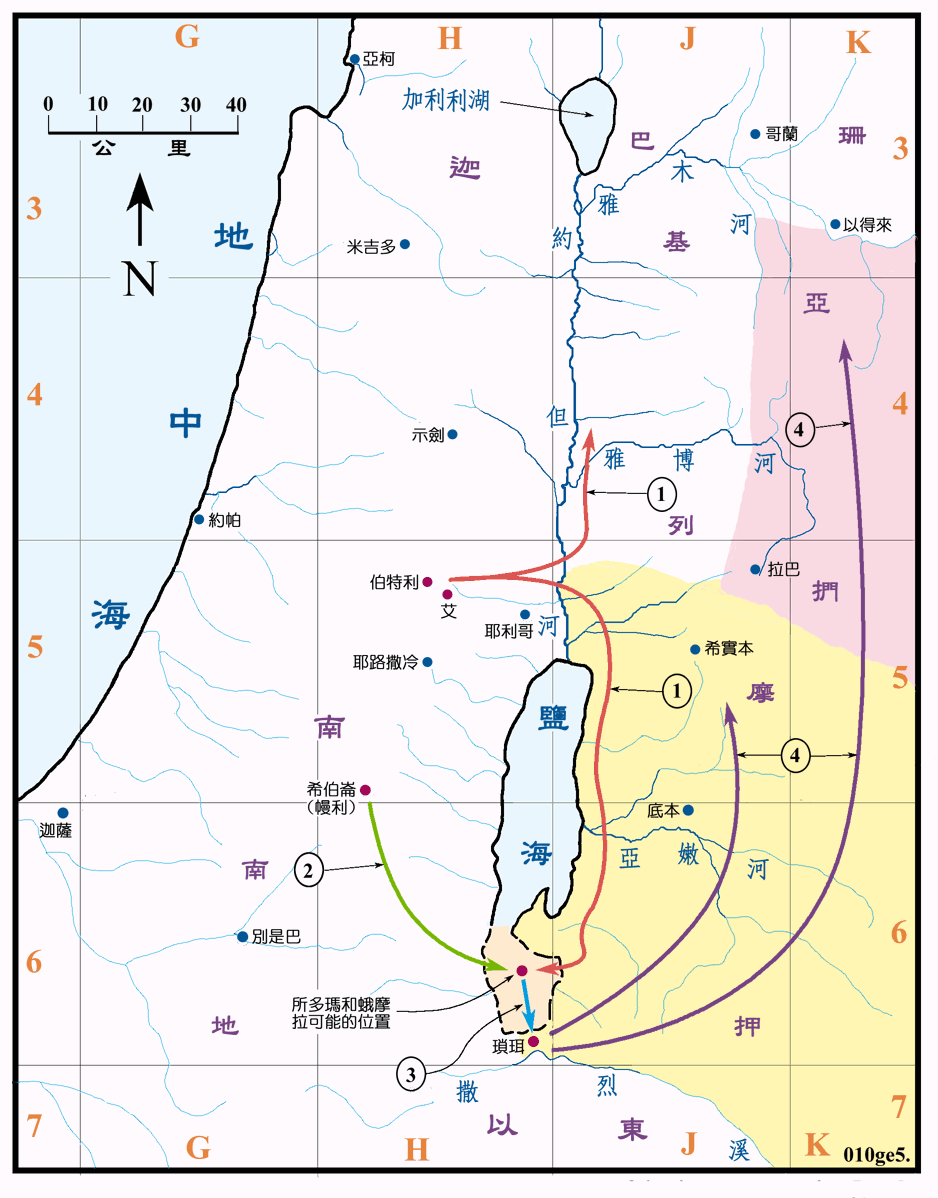 G
H
J
K
亞柯
0 10 20 30 40
公 里
加利利湖
迦
巴
哥蘭
珊
3
木
雅
河
3
地
N
米吉多
約
基
以得來
亞
4
中
4
4
示劍
但
雅 博 河
1
列
約帕
伯特利
艾
拉巴
捫
海
耶利哥
河
5
耶路撒冷
希實本
5
1
摩
南
鹽
4
希伯崙
(幔利)
迦薩
底本
海
亞 嫩 河
2
南
別是巴
6
6
所多瑪和蛾摩
拉可能的位置
地
瑣珥
押
3
撒
烈
7
以
東
7
G
H
J
溪
K
010ge5.